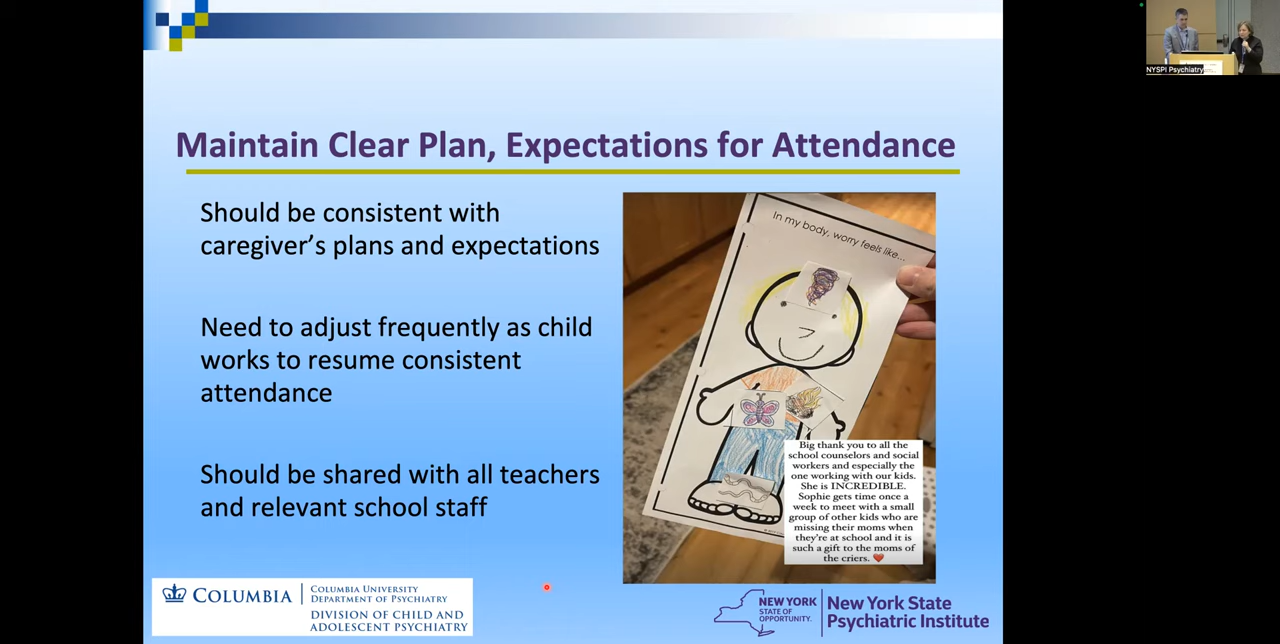 NYSPI Psychiatry
Maintain Clear Plan, Expectations for Attendance
Should be consistent with
caregiver’s plans and expectations
Need to adjust frequently as child
works to resume consistent
attendance
Should be shared with all teachers
and relevant school staff
In my body, worry feels like...
Big thank you to all the
school counselors and social
workers and especially the
one working with our kids.
She is INCREDIBLE.
Sophie gets time once a
week to meet with a small
group of other kids who are
missing their moms when
they're at school and it is
such a gift to the moms of
the criers. ❤️
COLUMBIA
COLUMBIA UNIVERSITY
DEPARTMENT OF PSYCHIATRY
DIVISION OF CHILD AND
ADOLESCENT PSYCHIATRY
NEW YORK
STATE OF
OPPORTUNITY.
New York State
Psychiatric Institute